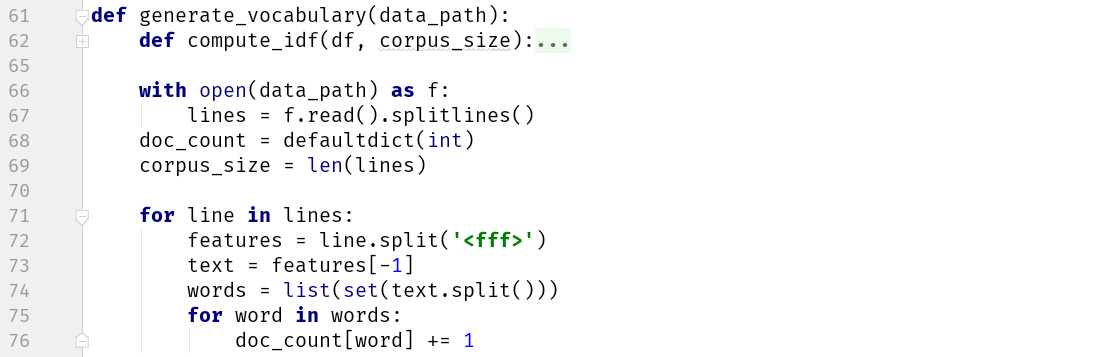 61 def generate_vocabulary(data_path):
62     def compute_idf(df, corpus_size):...
65
66     with open(data_path) as f:
67         lines = f.read().splitlines()
68     doc_count = defaultdict(int)
69     corpus_size = len(lines)
70
71     for line in lines:
72         features = line.split('<fff>')
73         text = features[-1]
74         words = list(set(text.split()))
75         for word in words:
76             doc_count[word] += 1